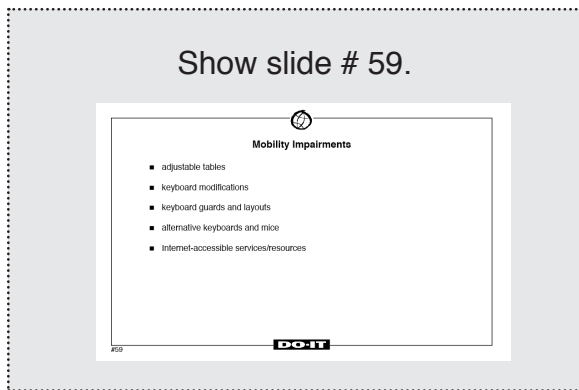 Show slide # 59.
Mobility Impairments
■ adjustable tables
■ keyboard modifications
■ keyboard guards and layouts
■ alternative keyboards and mice
■ Internet-accessible services/resources
DO-IT
#59